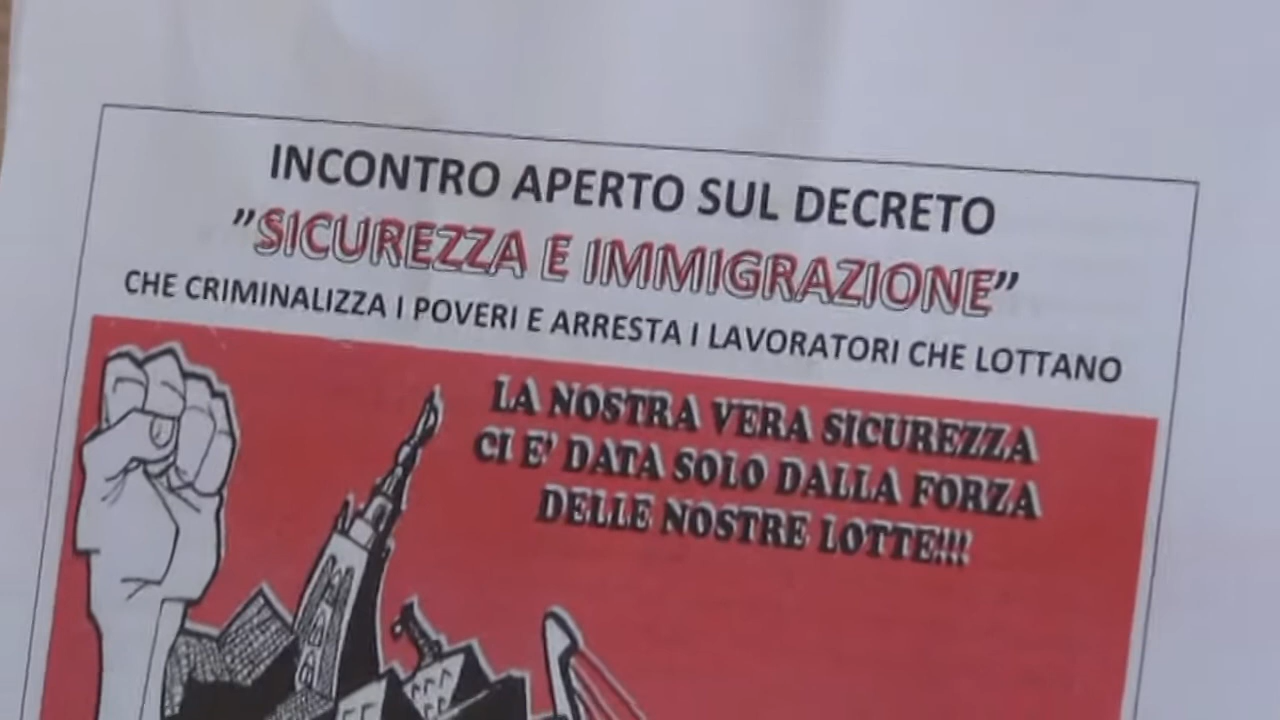 INCONTRO APERTO SUL DECRETO
"SICUREZZA E IMMIGRAZIONE"
CHE CRIMINALIZZA I POVERI E ARRESTA I LAVORATORI CHE LOTTANO
LA NOSTRA VERA SICUREZZA
CI E' DATA SOLO DALLA FORZA
DELLE NOSTRE LOTTE!!!